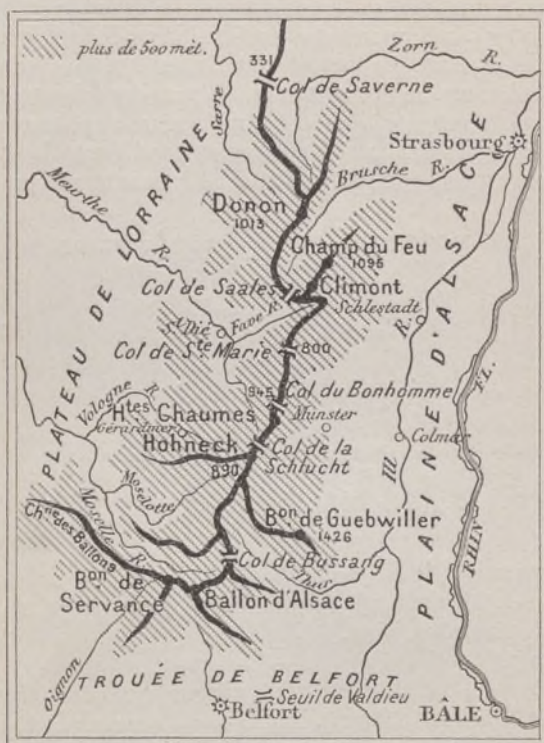 plus de 500 mèt.
Zorn R.
331
Col de Saverne
Sarre
Strasbourg
Brusche R.
Meurthe R.
PLATEAU DE LORRAINE
Donon
1013
Champ du Feu
1095
Col de Saales
Climont
Schlestadt
St Dié
Fave R.
Col de Ste Marie
800
PLAINE D'ALSACE
945
Col du Bonhomme
Vologne R.
Htes Chaumes
Gérardmer
Münster
Colmar
Hohneck
Col de la
Schlucht
890
Ill. R.
Moselotte
Moselle R.
Chne des Ballons
Bon de Guebwiller
1426
RHIN FL.
Thur
Col de Bussang
Bon de
Servance
Ballon d'Alsace
Oignon
TROUÉE DE BELFORT
Seuil de Valdieu
Belfort
BÂLE